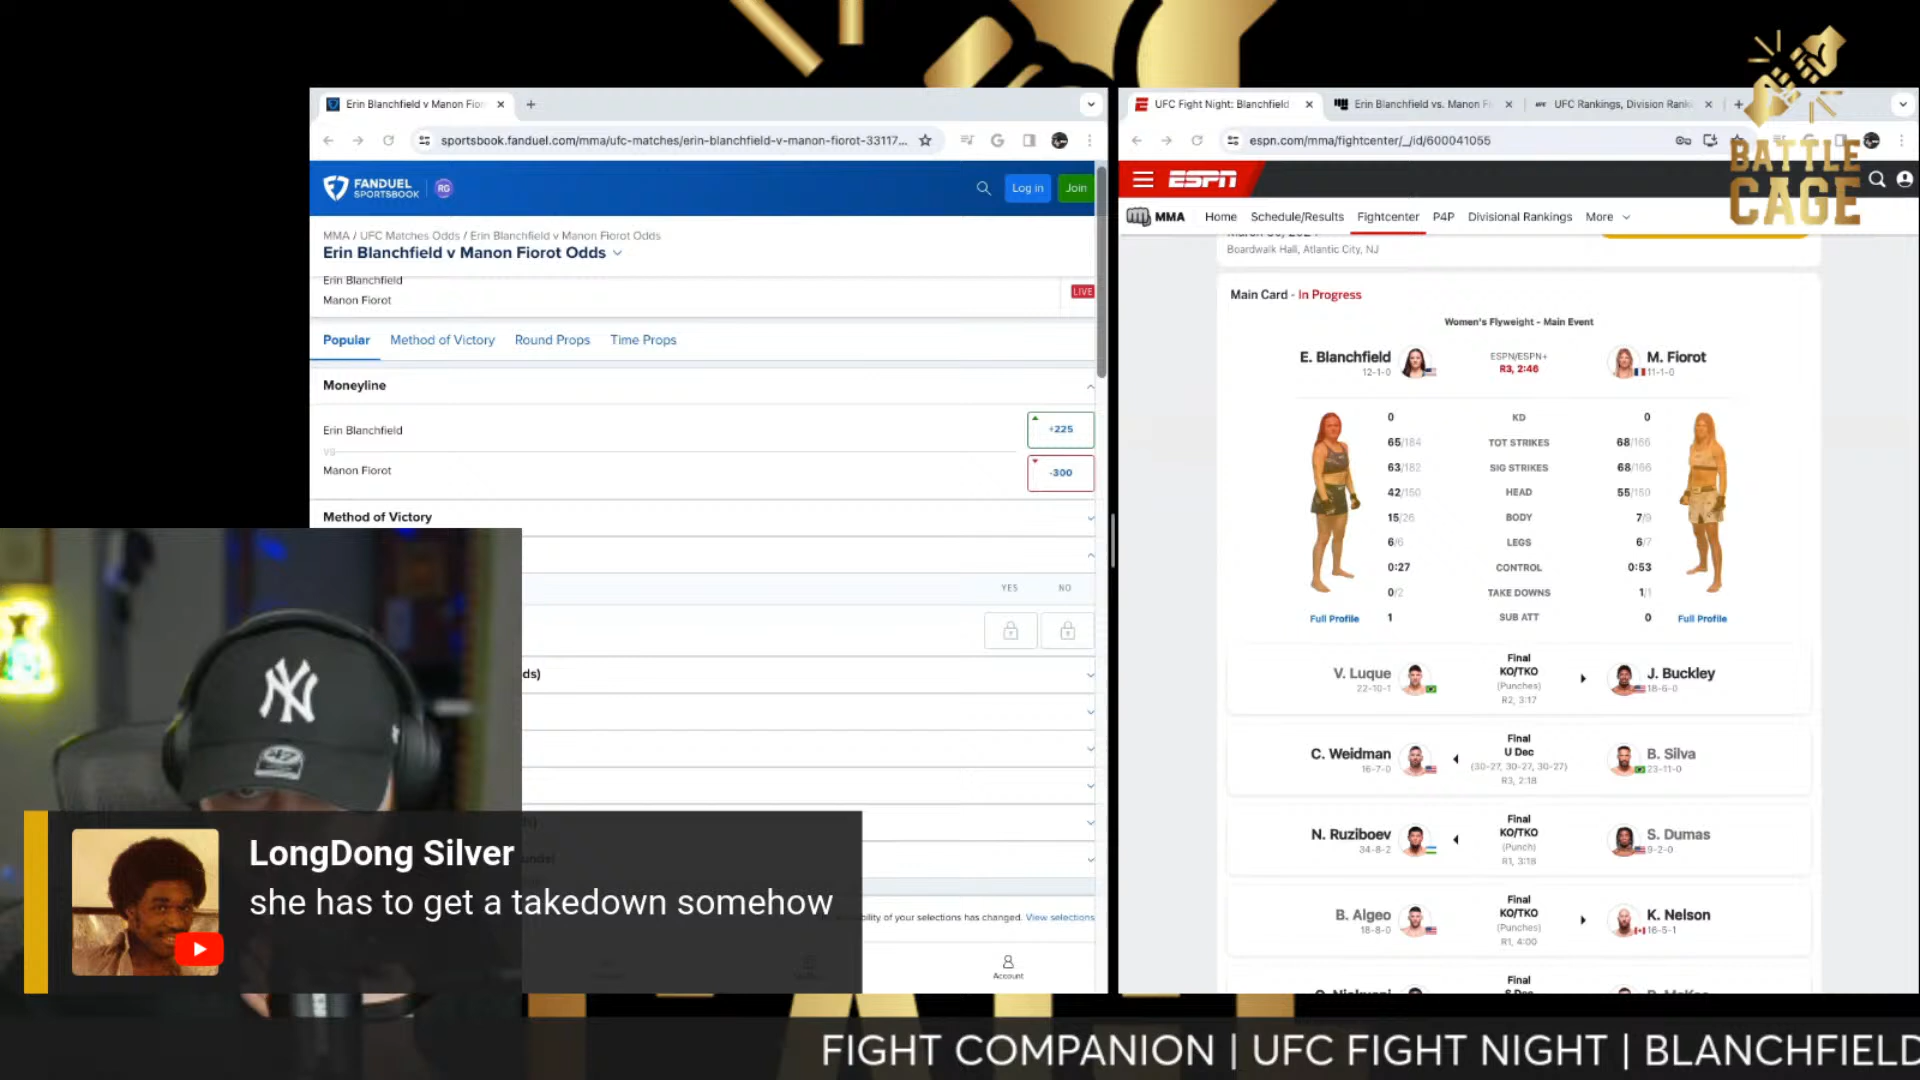 Erin Blanchfield v Manon Fior
sportsbook.fanduel.com/mma/ufc-matches/erin-blanchfield-v-manon-fiorot-33117...
FANDUEL
SPORTSBOOK
RG
Log in
Join
MMA / UFC Matches Odds / Erin Blanchfield v Manon Fiorot Odds
Erin Blanchfield v Manon Fiorot Odds
Erin Blanchfield
Manon Fiorot
LIVE
Popular
Method of Victory
Round Props
Time Props
Moneyline
Erin Blanchfield
+225
VS
Manon Fiorot
-300
Method of Victory
YES
NO
ds)
bility of your selections has changed. View selections
Account
UFC Fight Night: Blanchfield
Erin Blanchfield vs. Manon F
UFC Rankings, Division Rank
espn.com/mma/fightcenter/_/id/600041055
ESPN
MMA
Home
Schedule/Results
Fightcenter
P4P
Divisional Rankings
More
BATTLE
CAGE
Boardwalk Hall, Atlantic City, NJ
Main Card - In Progress
Women's Flyweight - Main Event
E. Blanchfield
12-1-0
ESPN/ESPN+
R3, 2:46
M. Fiorot
11-1-0
0 KD 0
65/184 TOT STRIKES 68/166
63/182 SIG STRIKES 68/166
42/150 HEAD 55/150
15/26 BODY 7/9
6/6 LEGS 6/7
0:27 CONTROL 0:53
0/2 TAKE DOWNS 1/1
Full Profile 1 SUB ATT 0 Full Profile
V. Luque
22-10-1
Final
KO/TKO
(Punches)
R2, 3:17
J. Buckley
18-6-0
C. Weidman
16-7-0
Final
U Dec
(30-27, 30-27, 30-27)
R3, 2:18
B. Silva
23-11-0
N. Ruziboev
34-8-2
Final
KO/TKO
(Punch)
R1, 3:18
S. Dumas
9-2-0
B. Algeo
18-8-0
Final
KO/TKO
(Punches)
R1, 4:00
K. Nelson
16-5-1
Final
NY
47
LongDong Silver
she has to get a takedown somehow
FIGHT COMPANION | UFC FIGHT NIGHT | BLANCHFIELD